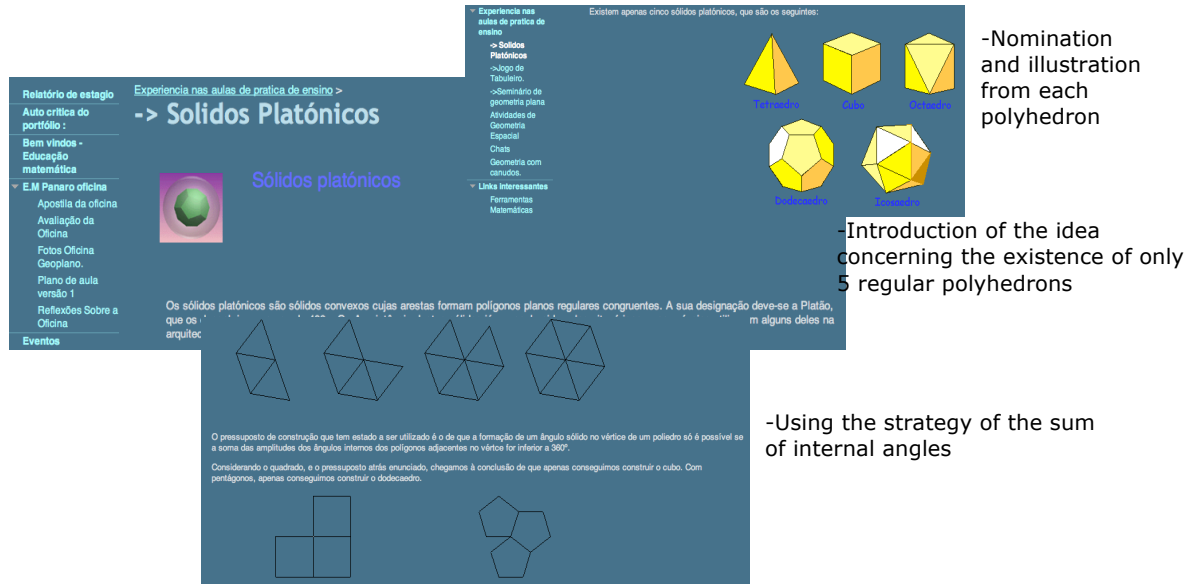 Relatório de estagio
Auto critica do
portfólio :
Bem vindos -
Educação
matemática
E.M Panaro oficina
Apostila da oficina
Avaliação da
Oficina
Fotos Oficina
Geoplano.
Plano de aula
versão 1
Reflexões Sobre a
Oficina
Eventos
Experiencia nas aulas de pratica de ensino >
-> Solidos Platónicos
Sólidos platónicos
Os sólidos platónicos são sólidos convexos cujas arestas formam polígonos planos regulares congruentes. A sua designação deve-se a Platão,
que os
alguns deles na
arquitec
Experiencia nas
aulas de pratica de
ensino
-> Solidos
Platónicos
->Jogo de
Tabuleiro.
->Seminário de
geometria plana
Atividades de
Geometria
Espacial
Chats
Geometria com
canudos.
Links interessantes
Ferramentas
Matemáticas
Existem apenas cinco sólidos platónicos, que são os seguintes:
Tetraedro
Cubo
Octaedro
Dodecaedro
Icosaedro
-Nomination
and illustration
from each
polyhedron
-Introduction of the idea
concerning the existence of only
5 regular polyhedrons
O pressuposto de construção que tem estado a ser utilizado é o de que a formação de um ângulo sólido no vértice de um poliedro só é possível se
a soma das amplitudes dos ângulos internos dos polígonos adjacentes no vértce for inferior a 360º.
Considerando o quadrado, e o pressuposto atrás enunciado, chegamos à conclusão de que apenas conseguimos construir o cubo. Com
pentágonos, apenas conseguimos construir o dodecaedro.
-Using the strategy of the sum
of internal angles